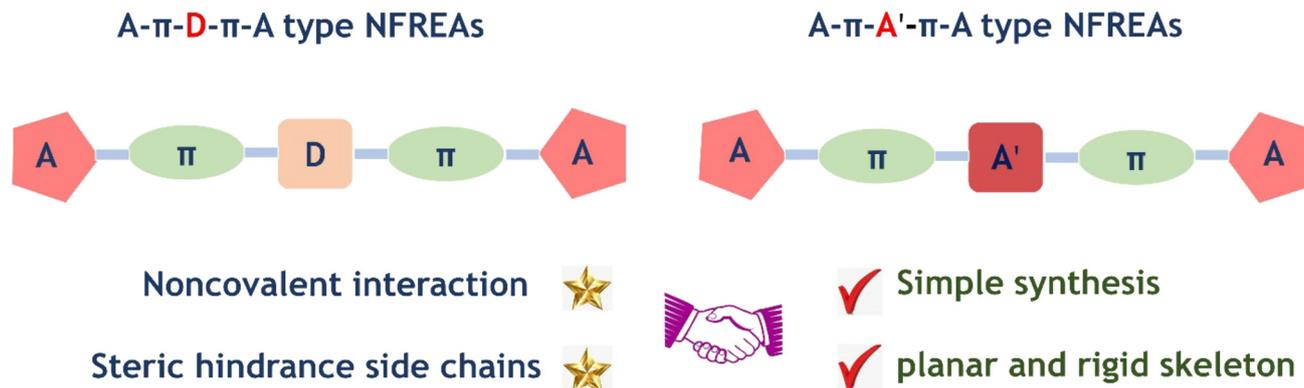 A-π-D-π-A type NFREAs
A-π-A'-π-A type NFREAs
A π D π A
A π A' π A
Noncovalent interaction
Simple synthesis
Steric hindrance side chains
planar and rigid skeleton